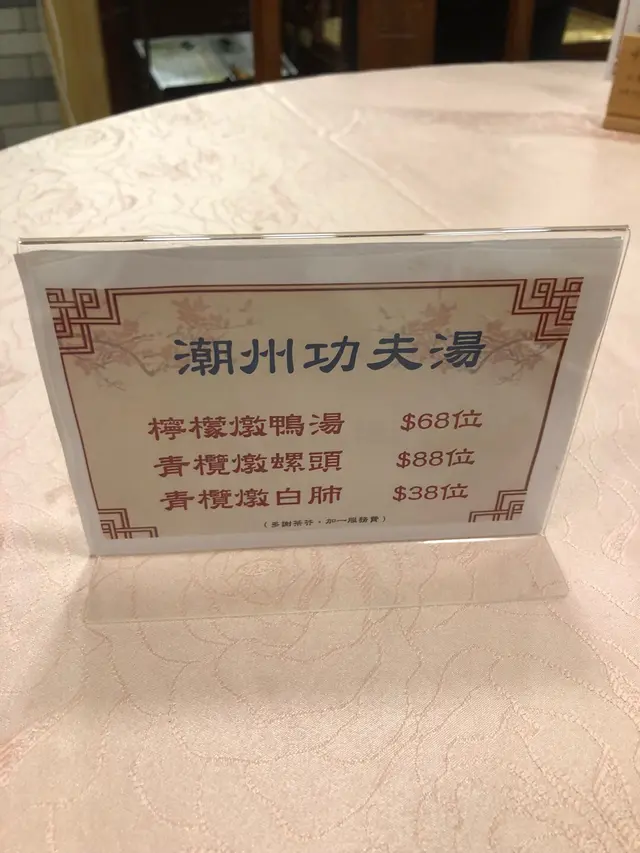 潮州功夫湯
檸檬燉鴨湯 $68位
青欖燉螺頭 $88位
青欖燉白肺 $38位
(多謝茶芥·加一服務費)